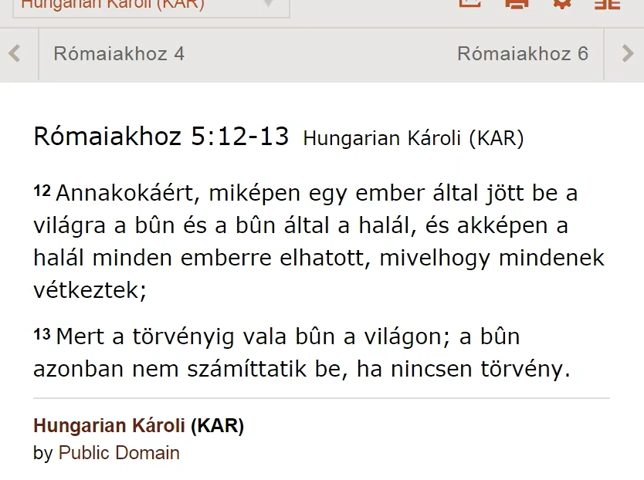 Hungarian Károli (KAR)
Rómaiakhoz 4
Rómaiakhoz 6
Rómaiakhoz 5:12-13 Hungarian Károli (KAR)
12 Annakokáért, miképen egy ember által jött be a
világra a bûn és a bûn által a halál, és akképen a
halál minden emberre elhatott, mivelhogy mindenek
vétkeztek;
13 Mert a törvényig vala bûn a világon; a bûn
azonban nem számíttatik be, ha nincsen törvény.
Hungarian Károli (KAR)
by Public Domain